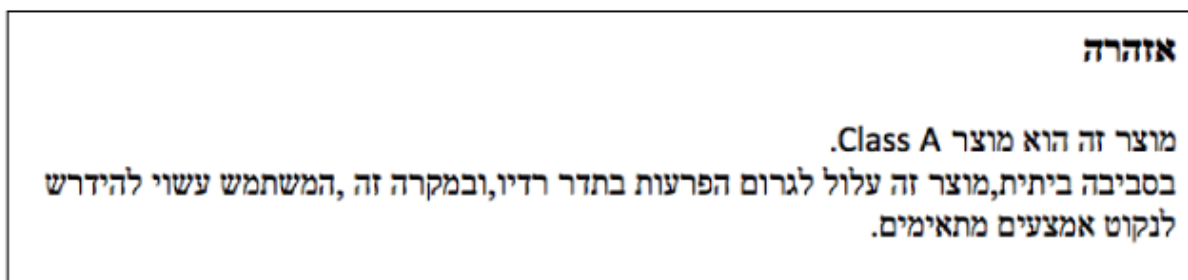 אזהרה
מוצר זה הוא מוצר Class A.
בסביבה ביתית,מוצר זה עלול לגרום הפרעות בתדר רדיו,ובמקרה זה ,המשתמש עשוי להידרש
לנקוט אמצעים מתאימים.